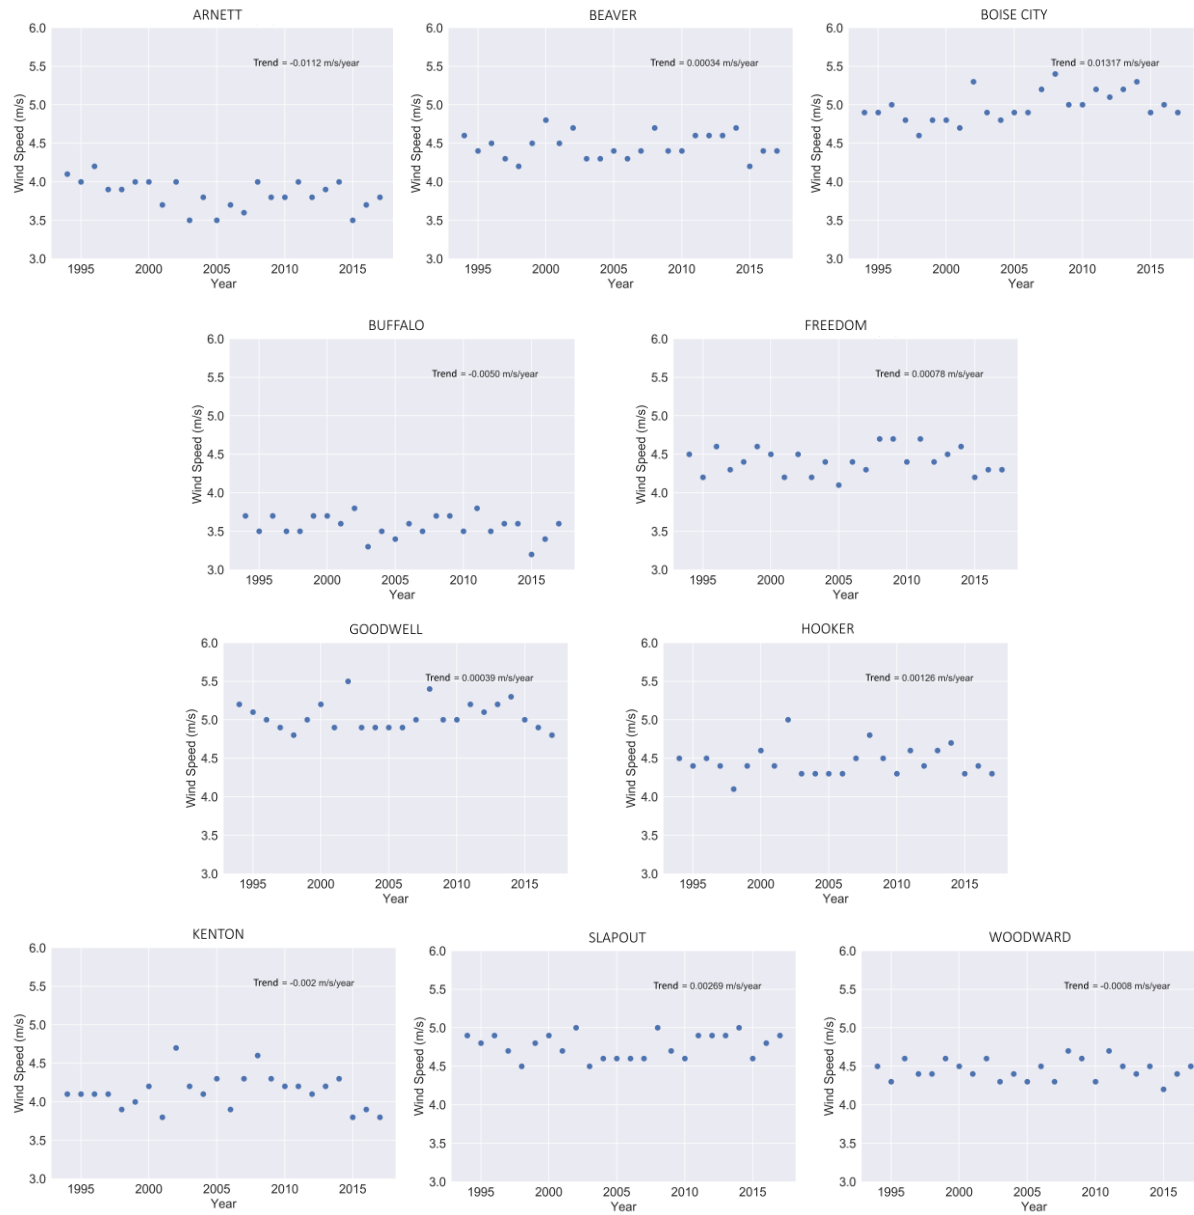 ARNETT
6.0
5.5
5.0
4.5
4.0
3.5
3.0
Wind Speed (m/s)
Trend = -0.0112 m/s/year
1995 2000 2005 2010 2015
Year
BEAVER
6.0
5.5
5.0
4.5
4.0
3.5
3.0
Wind Speed (m/s)
Trend = 0.00034 m/s/year
1995 2000 2005 2010 2015
Year
BOISE CITY
6.0
5.5
5.0
4.5
4.0
3.5
3.0
Wind Speed (m/s)
Trend = 0.01317 m/s/year
1995 2000 2005 2010 2015
Year
BUFFALO
6.0
5.5
5.0
4.5
4.0
3.5
3.0
Wind Speed (m/s)
Trend = -0.0050 m/s/year
1995 2000 2005 2010 2015
Year
FREEDOM
6.0
5.5
5.0
4.5
4.0
3.5
3.0
Wind Speed (m/s)
Trend = 0.00078 m/s/year
1995 2000 2005 2010 2015
Year
GOODWELL
6.0
5.5
5.0
4.5
4.0
3.5
3.0
Wind Speed (m/s)
Trend = 0.00039 m/s/year
1995 2000 2005 2010 2015
Year
HOOKER
6.0
5.5
5.0
4.5
4.0
3.5
3.0
Wind Speed (m/s)
Trend = 0.00126 m/s/year
1995 2000 2005 2010 2015
Year
KENTON
6.0
5.5
5.0
4.5
4.0
3.5
3.0
Wind Speed (m/s)
Trend = -0.002 m/s/year
1995 2000 2005 2010 2015
Year
SLAPOUT
6.0
5.5
5.0
4.5
4.0
3.5
3.0
Wind Speed (m/s)
Trend = 0.00269 m/s/year
1995 2000 2005 2010 2015
Year
WOODWARD
6.0
5.5
5.0
4.5
4.0
3.5
3.0
Wind Speed (m/s)
Trend = -0.0008 m/s/year
1995 2000 2005 2010 2015
Year